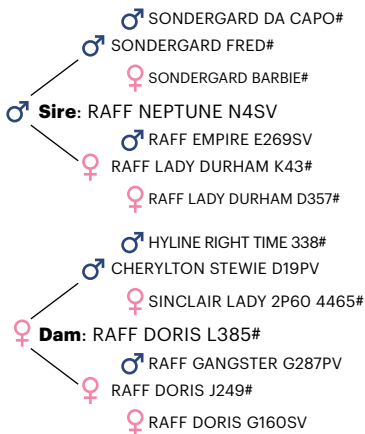 SONDERGARD DA CAPO#
SONDERGARD FRED#
SONDERGARD BARBIE#
Sire: RAFF NEPTUNE N4SV
RAFF EMPIRE E269SV
RAFF LADY DURHAM K43#
RAFF LADY DURHAM D357#
HYLINE RIGHT TIME 338#
CHERYLTON STEWIE D19PV
SINCLAIR LADY 2P60 4465#
Dam: RAFF DORIS L385#
RAFF GANGSTER G287PV
RAFF DORIS J249#
RAFF DORIS G160SV